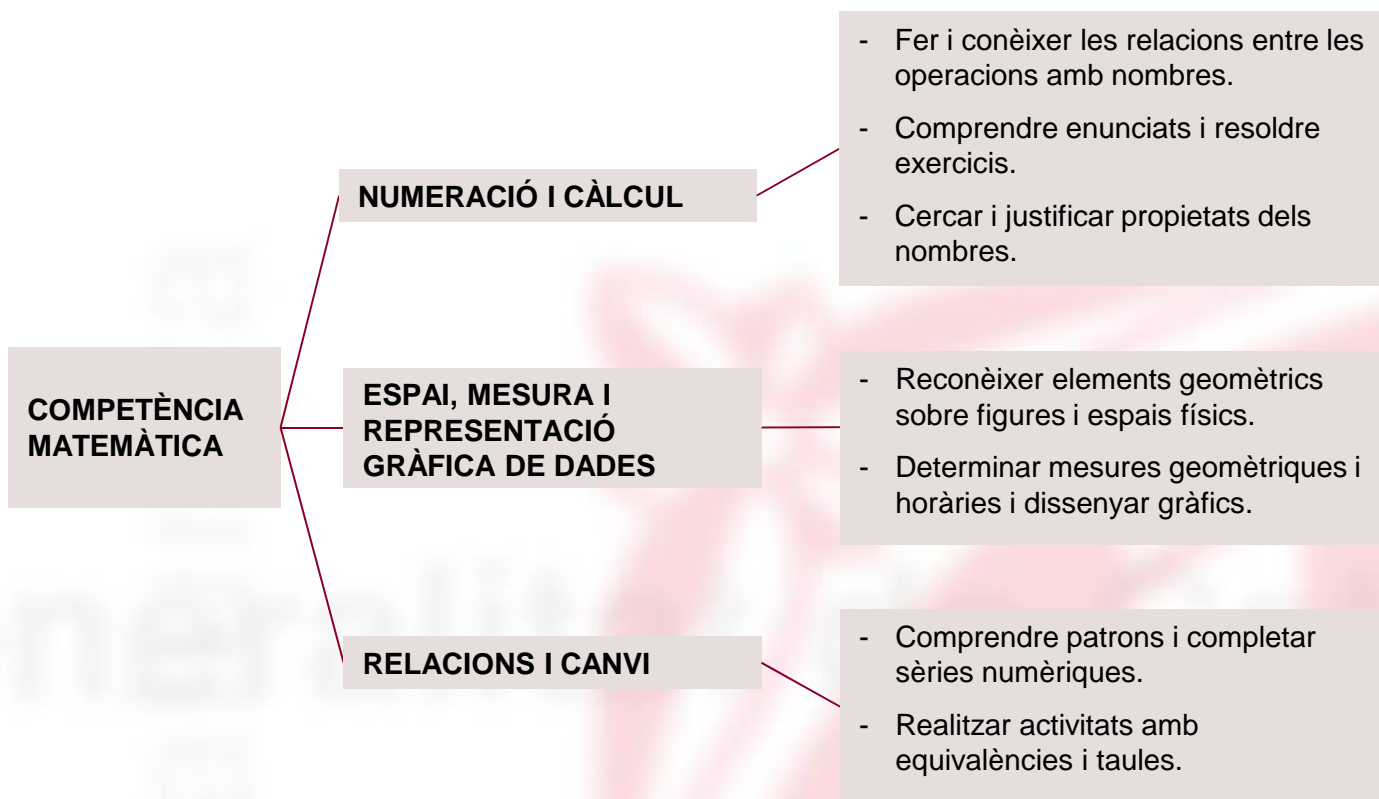 COMPETÈNCIA
MATEMÀTICA
NUMERACIÓ I CÀLCUL
- Fer i conèixer les relacions entre les
operacions amb nombres.
- Comprendre enunciats i resoldre
exercicis.
- Cercar i justificar propietats dels
nombres.
ESPAI, MESURA I
REPRESENTACIÓ
GRÀFICA DE DADES
- Reconèixer elements geomètrics
sobre figures i espais físics.
- Determinar mesures geomètriques i
horàries i dissenyar gràfics.
RELACIONS I CANVI
- Comprendre patrons i completar
sèries numèriques.
- Realitzar activitats amb
equivalències i taules.